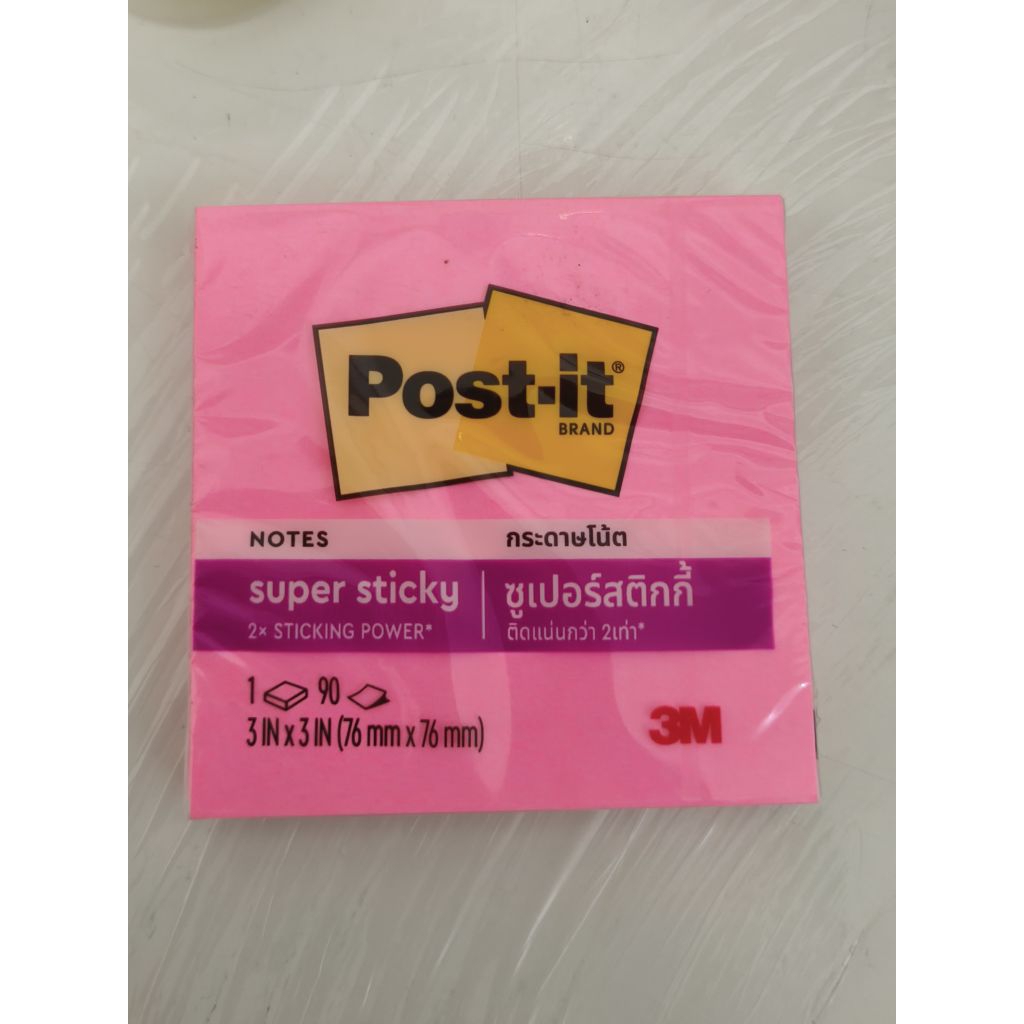 Post-it®
BRAND
NOTES กระดาษโน้ต
super sticky ซูเปอร์สติกกี้
2× STICKING POWER* ติดแน่นกว่า 2เท่า*
1 90
3 IN x 3 IN (76 mm x 76 mm)
3M